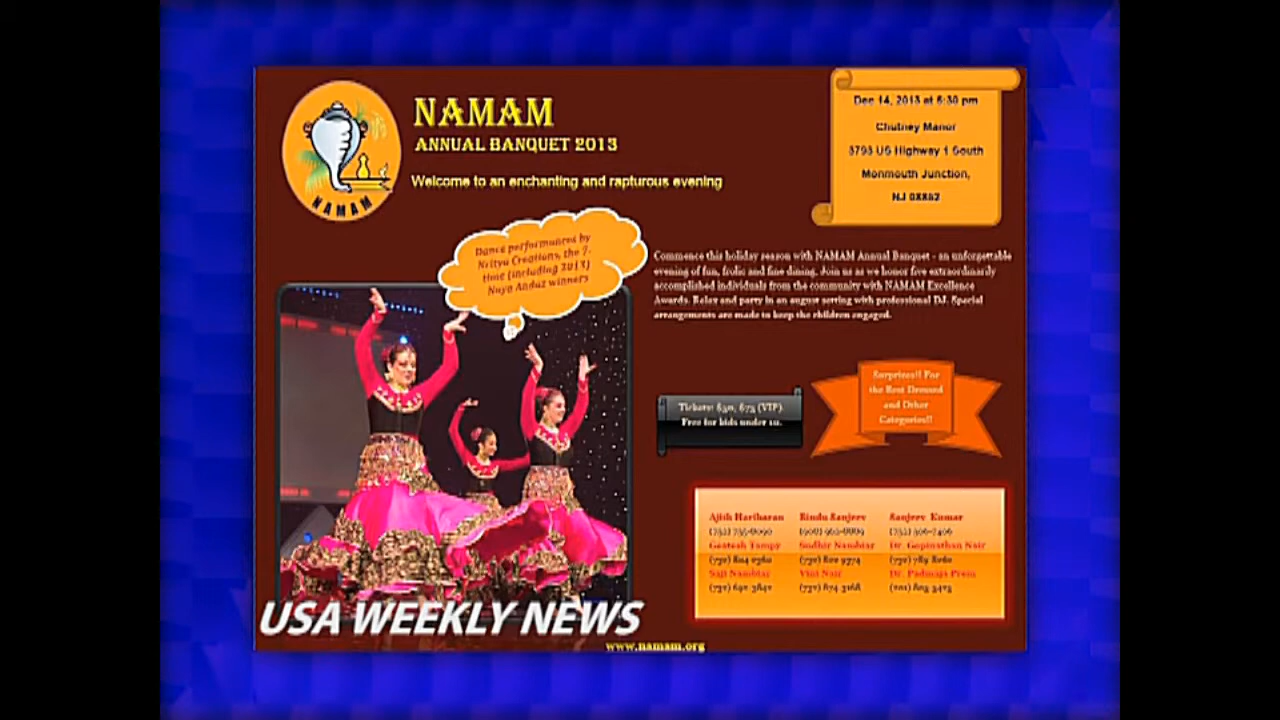 NAMAM
ANNUAL BANQUET 2013
Welcome to an enchanting and rapturous evening
NAMAM
Dec 14, 2013 at 5:30 pm
Chutney Manor
3793 US Highway 1 South
Monmouth Junction,
NJ 08852
Dance performances by
Nritya Creations, the 7-
time (including 2013)
Naya Andaz winners
Commence this holiday season with NAMAM Annual Banquet - an unforgettable
evening of fun, frolic and fine dining. Join us as we honor five extraordinarily
accomplished individuals from the community with NAMAM Excellence
Awards. Relax and party in an august setting with professional DJ. Special
arrangements are made to keep the children engaged.
Tickets: $50, $75 (VIP).
Free for kids under 10.
Surprises!! For
the Best Dressed
and Other
Categories!!
Ajith Hariharan Bindu Sanjeev Sanjeev Kumar
Ganesh Tampy Sudhir Nambiar Dr. Gopinathan Nair
Saji Nambiar Vini Nair Dr. Padmaja Prem
USA WEEKLY NEWS
www.namam.org